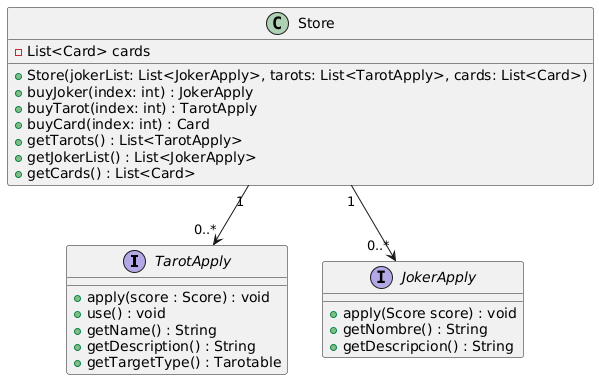 C Store
List<Card> cards
Store(jokerList: List<JokerApply>, tarots: List<TarotApply>, cards: List<Card>)
buyJoker(index: int) : JokerApply
buyTarot(index: int) : TarotApply
buyCard(index: int) : Card
getTarots() : List<TarotApply>
getJokerList() : List<JokerApply>
getCards() : List<Card>
1 1
0..* 0..*
I TarotApply
apply(score : Score) : void
use() : void
getName() : String
getDescription() : String
getTargetType() : Tarotable
I JokerApply
apply(Score score) : void
getNombre() : String
getDescripcion() : String